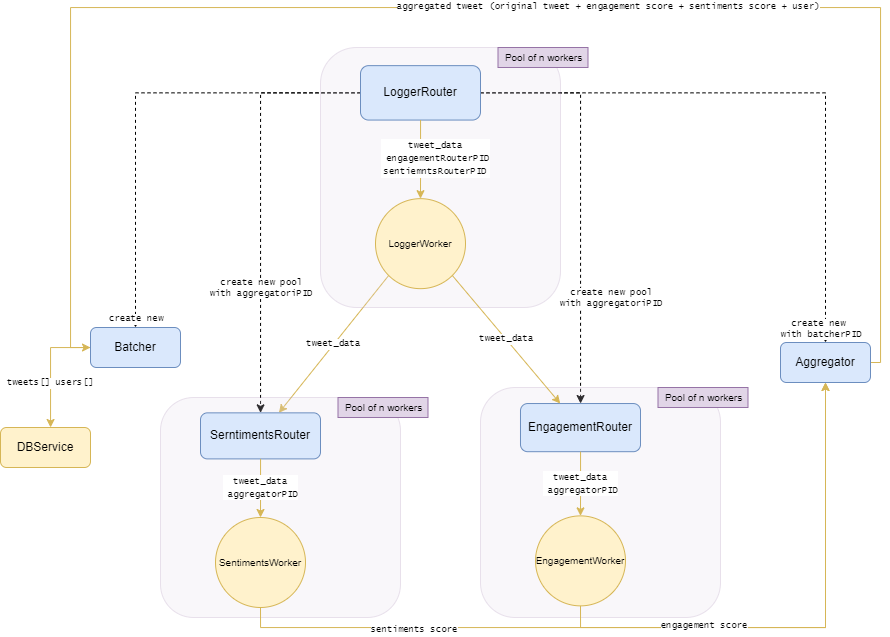 aggregated tweet (original tweet + engagement score + sentiments score + user)
Pool of n workers
LoggerRouter
tweet_data
engagementRouterPID
sentiemntsRouterPID
LoggerWorker
create new pool
with aggregatoriPID
create new pool
with aggregatoriPID
create new
Batcher
create new
with batcherPID
Aggregator
tweet_data
tweet_data
tweets[] users[]
DBService
Pool of n workers
SerntimentsRouter
tweet_data
aggregatorPID
SentimentsWorker
Pool of n workers
EngagementRouter
tweet_data
aggregatorPID
EngagementWorker
sentiments score
engagement score